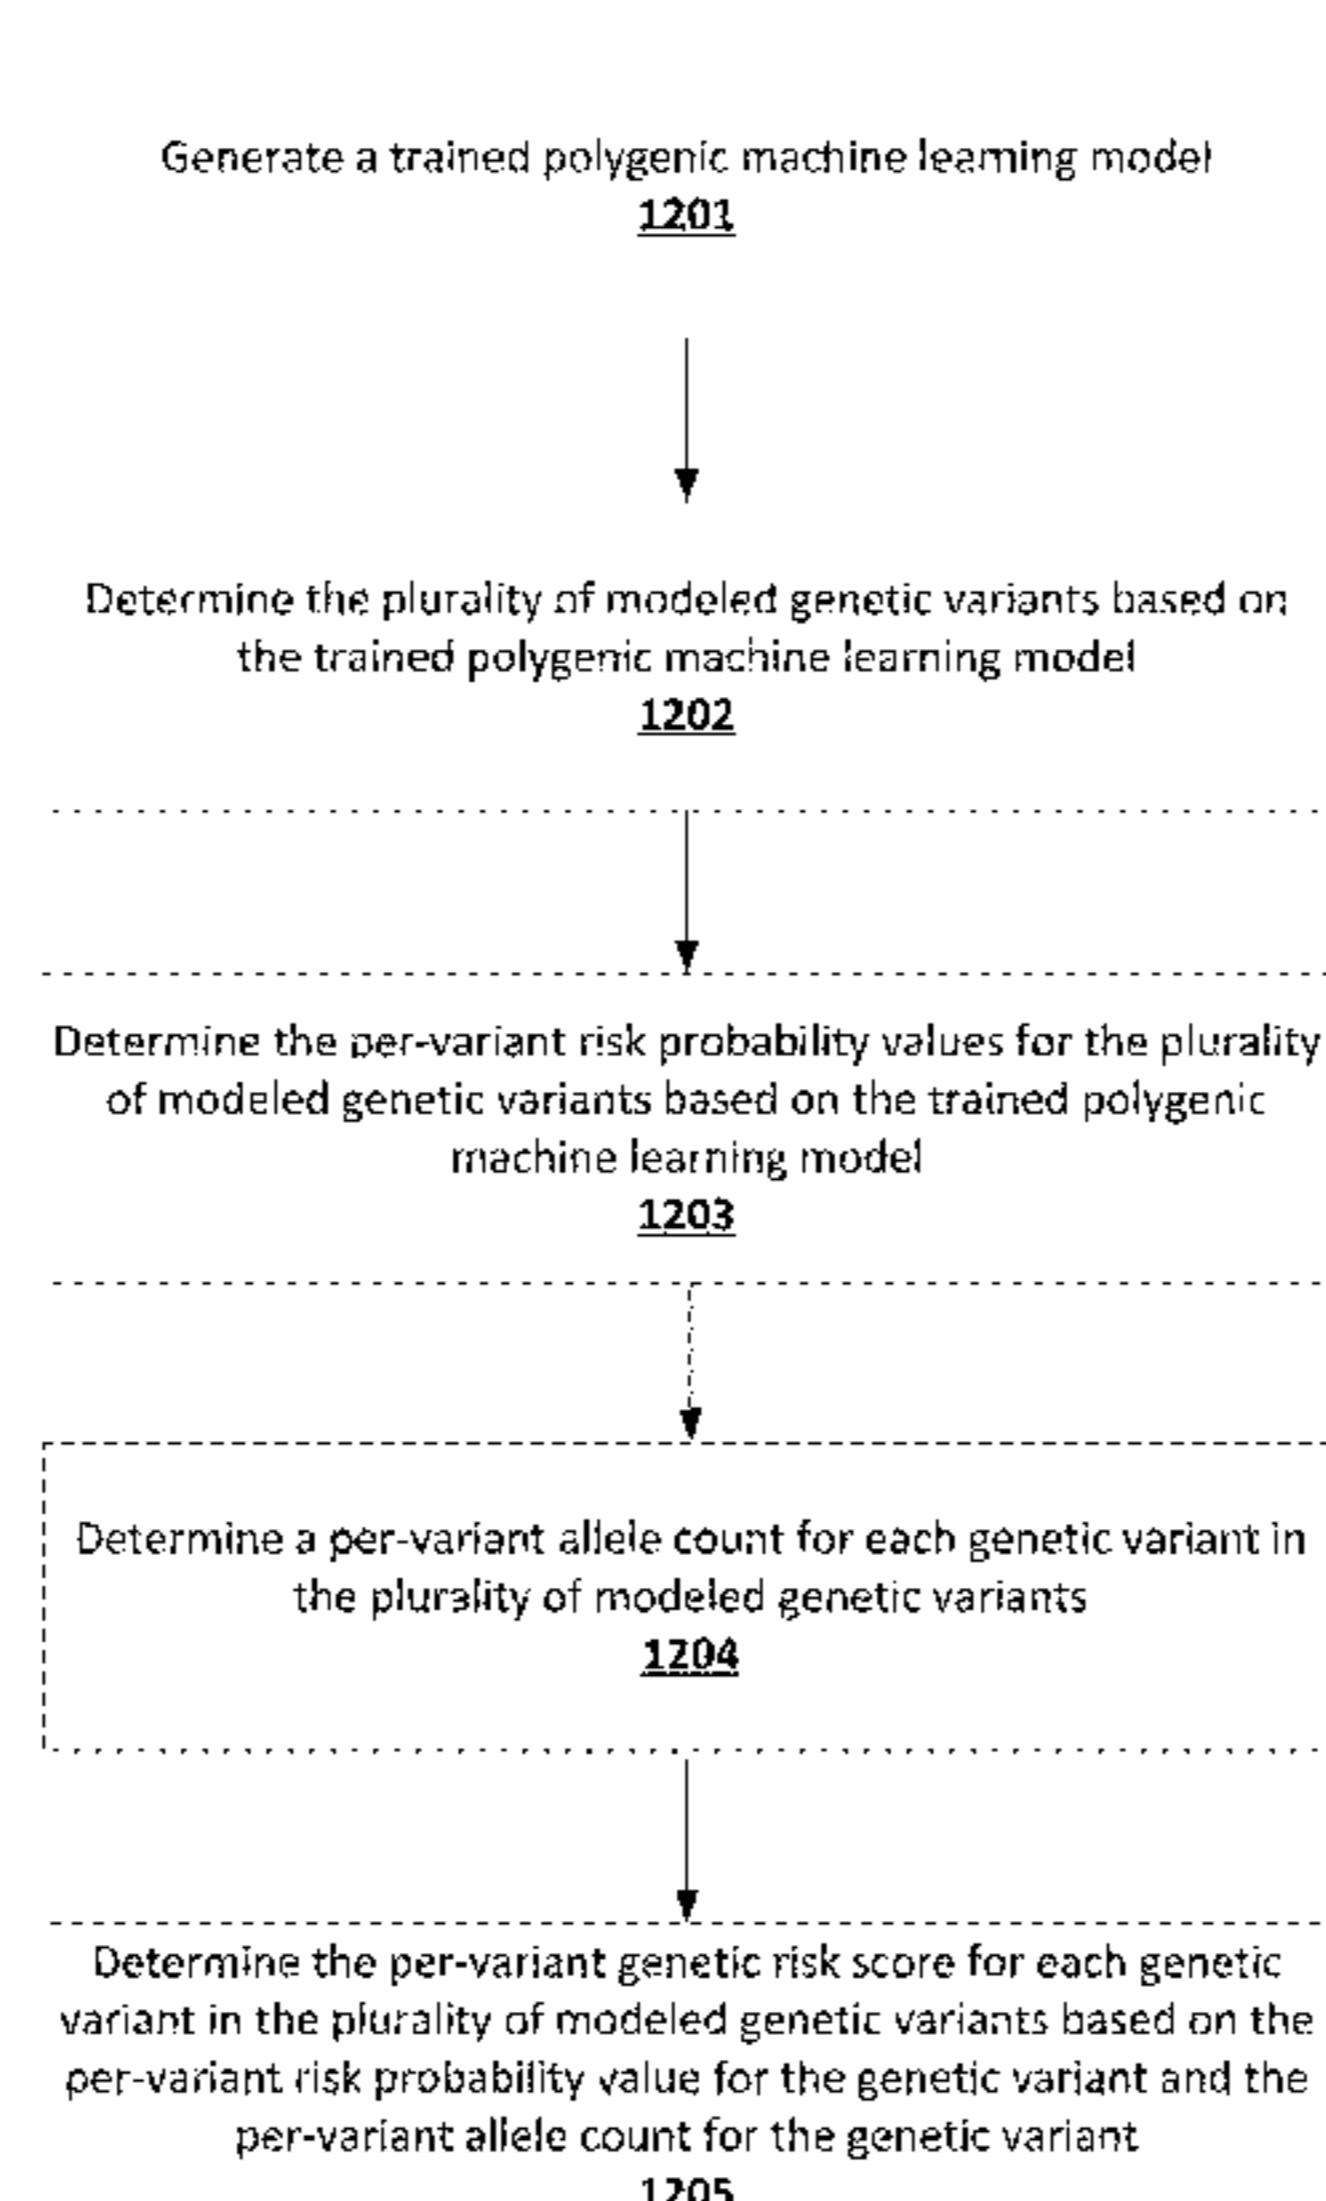 Generate a trained polygenic machine learning model
1201
Determine the plurality of modeled genetic variants based on
the trained polygenic machine learning model
1202
Determine the per-variant risk probability values for the plurality
of modeled genetic variants based on the trained polygenic
machine learning model
1203
Determine a per-variant allele count for each genetic variant in
the plurality of modeled genetic variants
1204
Determine the per-variant genetic risk score for each genetic
variant in the plurality of modeled genetic variants based on the
per-variant risk probability value for the genetic variant and the
per-variant allele count for the genetic variant
1205